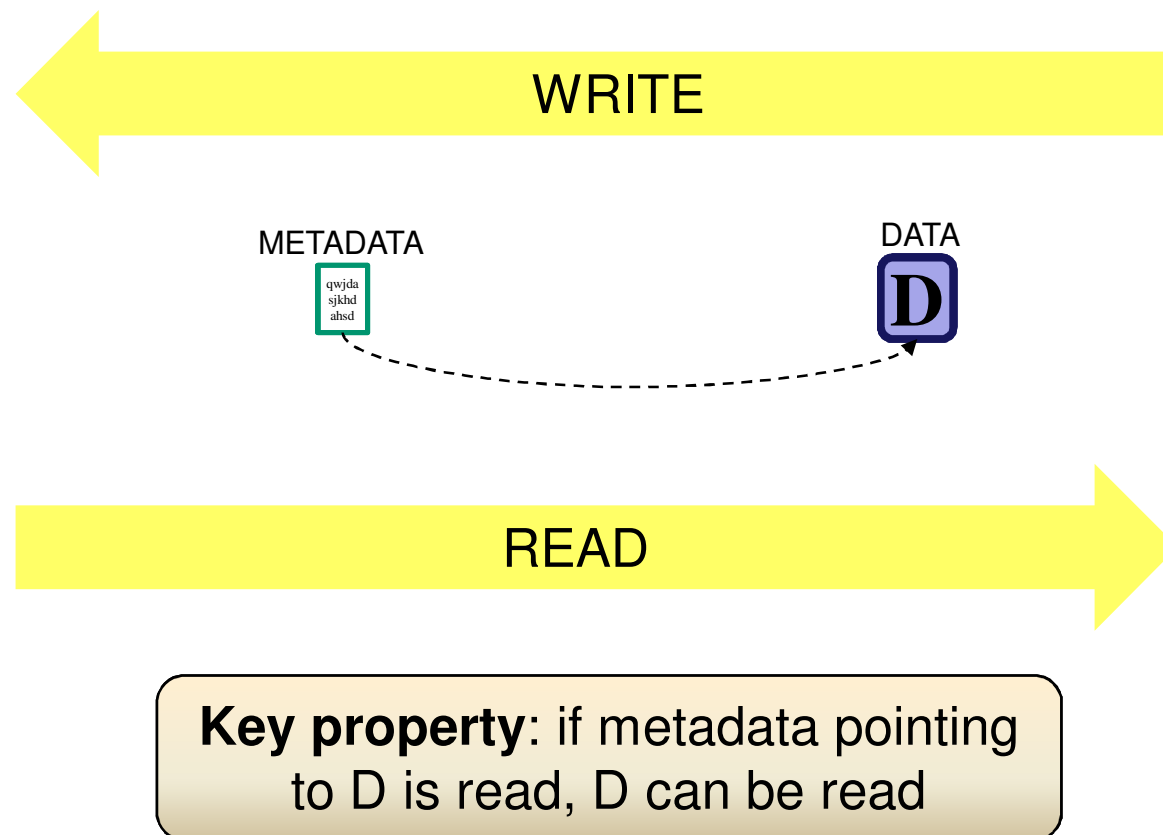 WRITE
METADATA
DATA
qwjda
sjkhd
ahsd
D
READ
Key property: if metadata pointing
to D is read, D can be read